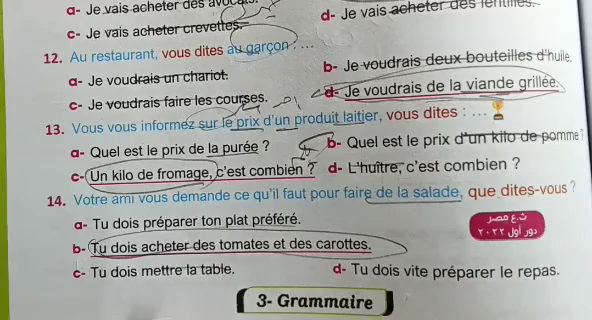 a- Je vais acheter des avocats.
d- Je vais acheter des lentilles.
c- Je vais acheter crevettes.
12. Au restaurant, vous dites au garçon : ...
a- Je voudrais un chariot.
b- Je voudrais deux bouteilles d'huile.
c- Je voudrais faire les courses.
d- Je voudrais de la viande grillée.
13. Vous vous informez sur le prix d'un produit laitier, vous dites : ...
a- Quel est le prix de la purée ?
b- Quel est le prix d'un kilo de pomme ?
c- Un kilo de fromage, c'est combien ?
d- L'huître, c'est combien ?
14. Votre ami vous demande ce qu'il faut pour faire de la salade, que dites-vous ?
a- Tu dois préparer ton plat préféré.
ث.ع مصر
دور أول ٢٠٢٢
b- Tu dois acheter des tomates et des carottes.
c- Tu dois mettre la table.
d- Tu dois vite préparer le repas.
3- Grammaire